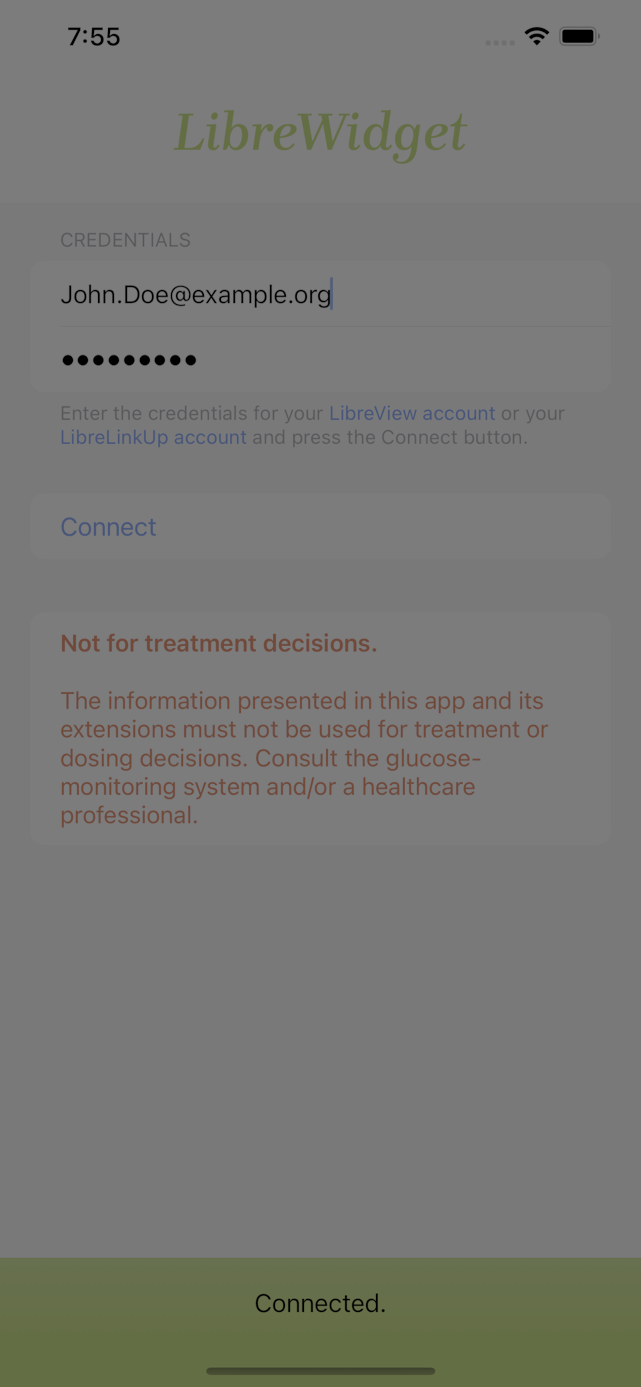 7:55
LibreWidget
CREDENTIALS
John.Doe@example.org
●●●●●●●●●
Enter the credentials for your LibreView account or your
LibreLinkUp account and press the Connect button.
Connect
Not for treatment decisions.
The information presented in this app and its
extensions must not be used for treatment or
dosing decisions. Consult the glucose-
monitoring system and/or a healthcare
professional.
Connected.